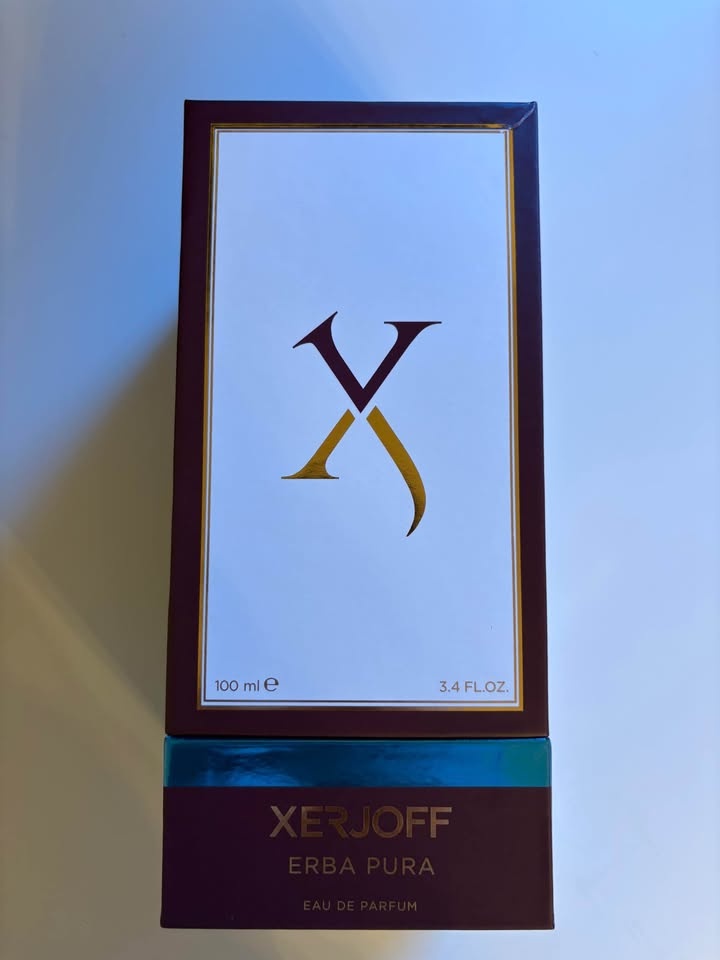 X
100 ml ℮
3.4 FL.OZ.
XERJOFF
ERBA PURA
EAU DE PARFUM